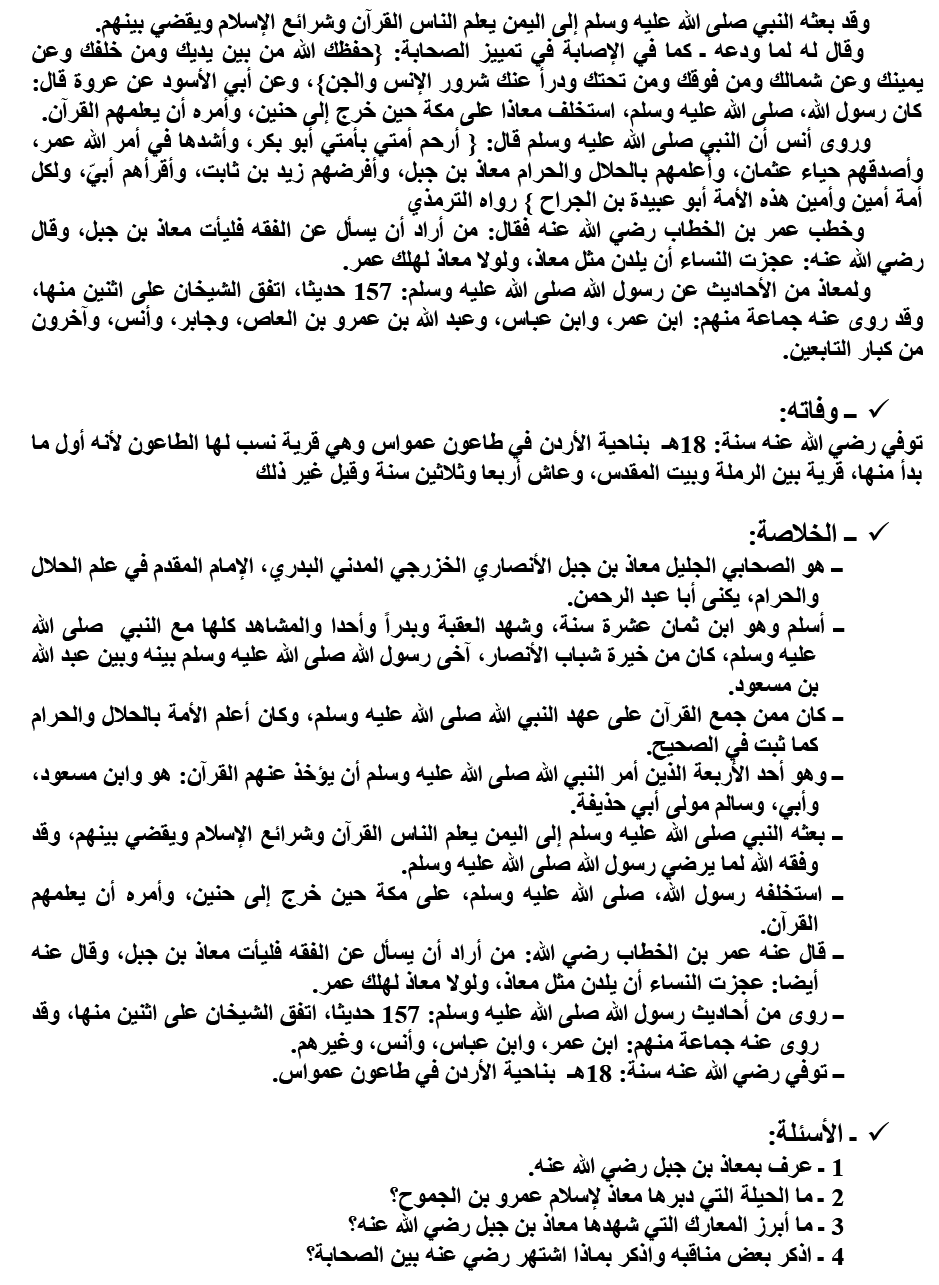 وقد بعثه النبي صلى الله عليه وسلم إلى اليمن يعلم الناس القرآن وشرائع الإسلام ويقضي بينهم.
وقال له لما ودعه ـ كما في الإصابة في تمييز الصحابة: {حفظك الله من بين يديك ومن خلفك وعن
يمينك وعن شمالك ومن فوقك ومن تحتك ودرأ عنك شرور الإنس والجن}، وعن أبي الأسود عن عروة قال:
كان رسول الله، صلى الله عليه وسلم، استخلف معاذا على مكة حين خرج إلى حنين، وأمره أن يعلمهم القرآن.
وروى أنس أن النبي صلى الله عليه وسلم قال: { أرحم أمتي بأمتي أبو بكر، وأشدها في أمر الله عمر،
وأصدقهم حياء عثمان، وأعلمهم بالحلال والحرام معاذ بن جبل، وأفرضهم زيد بن ثابت، وأقرأهم أبيّ، ولكل
أمة أمين وأمين هذه الأمة أبو عبيدة بن الجراح } رواه الترمذي
وخطب عمر بن الخطاب رضي الله عنه فقال: من أراد أن يسأل عن الفقه فليأت معاذ بن جبل، وقال
رضي الله عنه: عجزت النساء أن يلدن مثل معاذ، ولولا معاذ لهلك عمر.
ولمعاذ من الأحاديث عن رسول الله صلى الله عليه وسلم: 157 حديثا، اتفق الشيخان على اثنين منها،
وقد روى عنه جماعة منهم: ابن عمر، وابن عباس، وعبد الله بن عمرو بن العاص، وجابر، وأنس، وآخرون
من كبار التابعين.
✓ ـ وفاته:
توفي رضي الله عنه سنة: 18هـ بناحية الأردن في طاعون عمواس وهي قرية نسب لها الطاعون لأنه أول ما
بدأ منها، قرية بين الرملة وبيت المقدس، وعاش أربعا وثلاثين سنة وقيل غير ذلك
✓ ـ الخلاصة:
ـ هو الصحابي الجليل معاذ بن جبل الأنصاري الخزرجي المدني البدري، الإمام المقدم في علم الحلال
والحرام، يكنى أبا عبد الرحمن.
ـ أسلم وهو ابن ثمان عشرة سنة، وشهد العقبة وبدراً وأحدا والمشاهد كلها مع النبي صلى الله
عليه وسلم، كان من خيرة شباب الأنصار، آخى رسول الله صلى الله عليه وسلم بينه وبين عبد الله
بن مسعود.
ـ كان ممن جمع القرآن على عهد النبي الله صلى الله عليه وسلم، وكان أعلم الأمة بالحلال والحرام
كما ثبت في الصحيح.
ـ وهو أحد الأربعة الذين أمر النبي الله صلى الله عليه وسلم أن يؤخذ عنهم القرآن: هو وابن مسعود،
وأبي، وسالم مولى أبي حذيفة.
ـ بعثه النبي صلى الله عليه وسلم إلى اليمن يعلم الناس القرآن وشرائع الإسلام ويقضي بينهم، وقد
وفقه الله لما يرضي رسول الله صلى الله عليه وسلم.
ـ استخلفه رسول الله، صلى الله عليه وسلم، على مكة حين خرج إلى حنين، وأمره أن يعلمهم
القرآن.
ـ قال عنه عمر بن الخطاب رضي الله: من أراد أن يسأل عن الفقه فليأت معاذ بن جبل، وقال عنه
أيضا: عجزت النساء أن يلدن مثل معاذ، ولولا معاذ لهلك عمر.
ـ روى من أحاديث رسول الله صلى الله عليه وسلم: 157 حديثا، اتفق الشيخان على اثنين منها، وقد
روى عنه جماعة منهم: ابن عمر، وابن عباس، وأنس، وغيرهم.
ـ توفي رضي الله عنه سنة: 18هـ بناحية الأردن في طاعون عمواس.
✓ ـ الأسئلة:
1 ـ عرف بمعاذ بن جبل رضي الله عنه.
2 ـ ما الحيلة التي دبرها معاذ لإسلام عمرو بن الجموح؟
3 ـ ما أبرز المعارك التي شهدها معاذ بن جبل رضي الله عنه؟
4 ـ اذكر بعض مناقبه واذكر بماذا اشتهر رضي عنه بين الصحابة؟